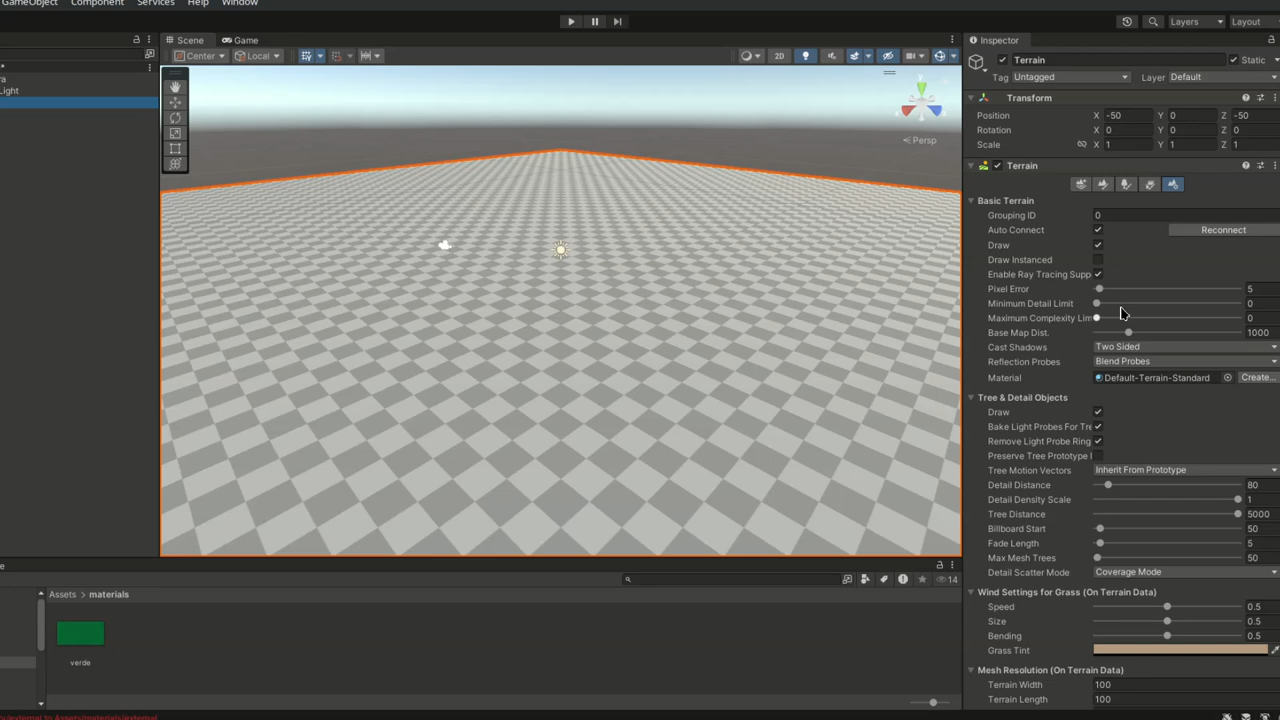 GameObject Component Services Help Window
Layers Layout
Scene Game
Center Local 2D
Persp
ra
Light
Inspector
Terrain Static
Tag Untagged Layer Default
Transform
Position X -50 Y 0 Z -50
Rotation X 0 Y 0 Z 0
Scale X 1 Y 1 Z 1
Terrain
Basic Terrain
Grouping ID 0
Auto Connect Reconnect
Draw
Draw Instanced
Enable Ray Tracing Supp
Pixel Error 5
Minimum Detail Limit 0
Maximum Complexity Lim 0
Base Map Dist. 1000
Cast Shadows Two Sided
Reflection Probes Blend Probes
Material Default-Terrain-Standard Create...
Tree & Detail Objects
Draw
Bake Light Probes For Tre
Remove Light Probe Ring
Preserve Tree Prototype l
Tree Motion Vectors Inherit From Prototype
Detail Distance 80
Detail Density Scale 1
Tree Distance 5000
Billboard Start 50
Fade Length 5
Max Mesh Trees 50
Detail Scatter Mode Coverage Mode
Wind Settings for Grass (On Terrain Data)
Speed 0.5
Size 0.5
Bending 0.5
Grass Tint
Mesh Resolution (On Terrain Data)
Terrain Width 100
Terrain Length 100
14
Assets materials
verde
external to Assets/materials/external